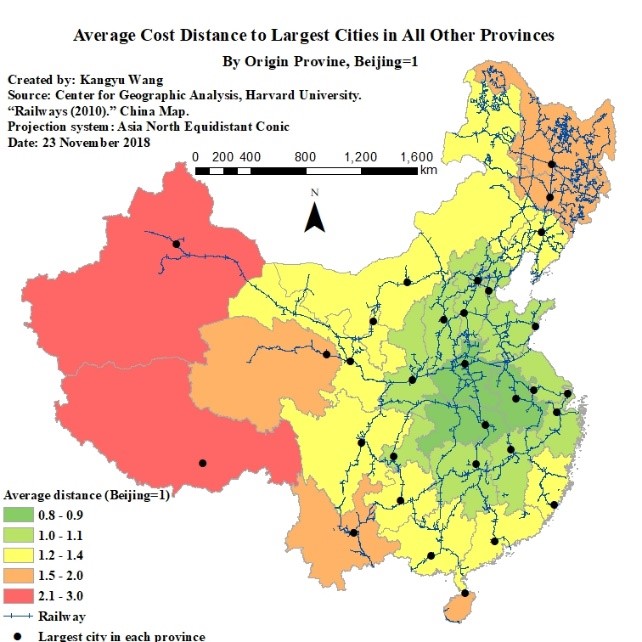 Average Cost Distance to Largest Cities in All Other Provinces
By Origin Provine, Beijing=1
Created by: Kangyu Wang
Source: Center for Geographic Analysis, Harvard University.
“Railways (2010).” China Map.
Projection system: Asia North Equidistant Conic
Date: 23 November 2018
0 200 400 800 1,200 1,600
km
N
Average distance (Beijing=1)
0.8 - 0.9
1.0 - 1.1
1.2 - 1.4
1.5 - 2.0
2.1 - 3.0
Railway
Largest city in each province